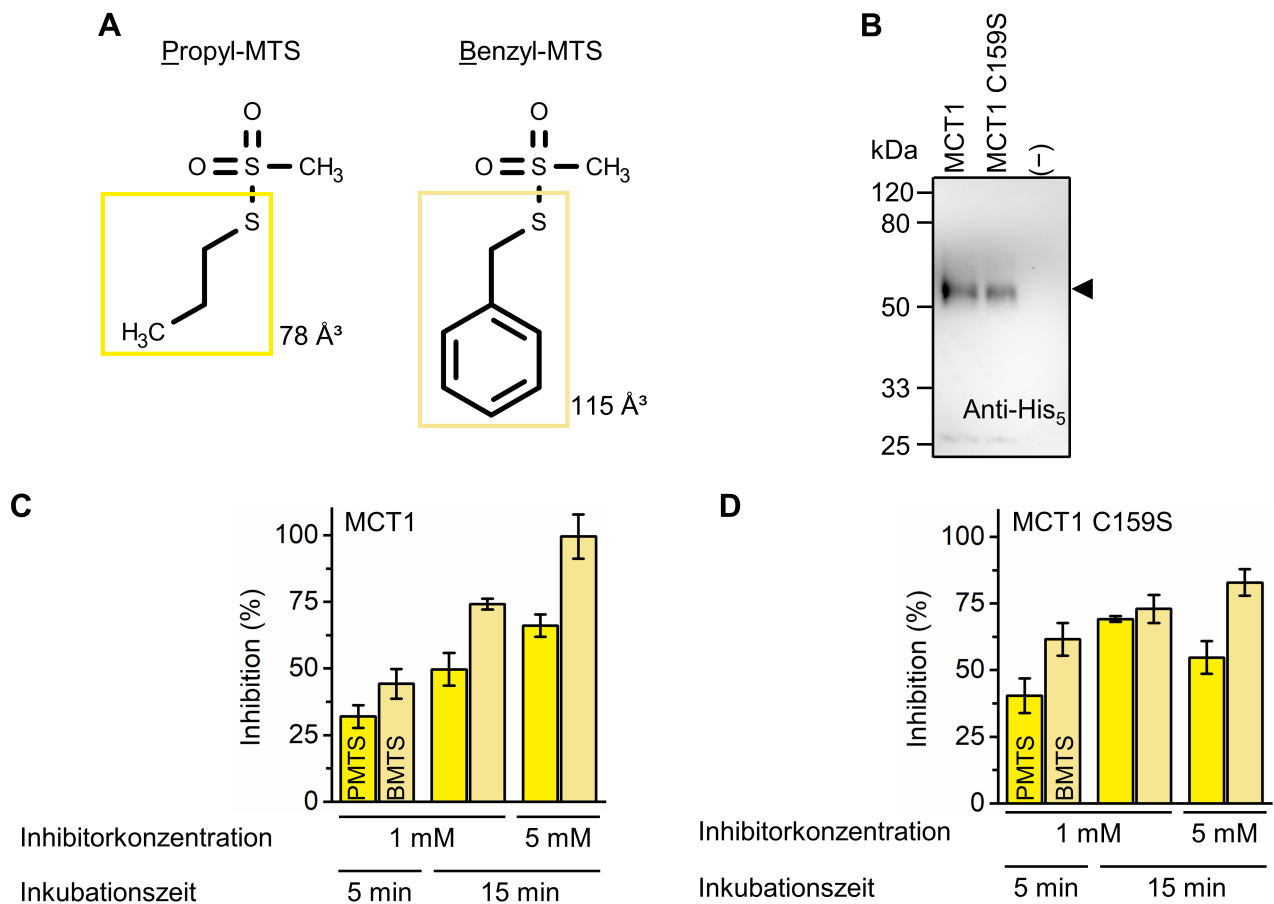 A
Propyl-MTS
Benzyl-MTS
O
O
S
CH₃
S
H₃C
78 Å³
O
O
S
CH₃
S
115 Å³
B
kDa
MCT1
MCT1 C159S
(−)
120
80
50
33
25
Anti-His₅
C
MCT1
Inhibition (%)
100
75
50
25
0
PMTS
BMTS
Inhibitorkonzentration
1 mM
5 mM
Inkubationszeit
5 min
15 min
D
MCT1 C159S
Inhibition (%)
100
75
50
25
0
PMTS
BMTS
Inhibitorkonzentration
1 mM
5 mM
Inkubationszeit
5 min
15 min